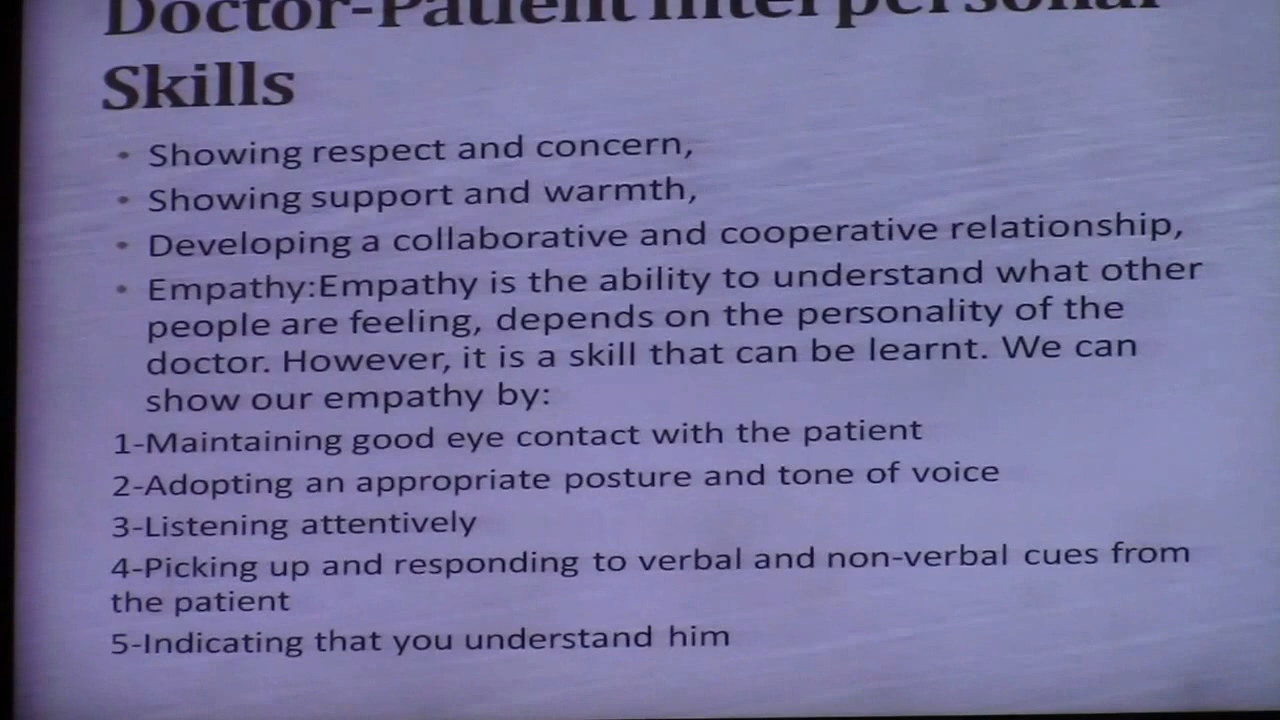 Doctor-Patient Interpersonal
Skills
• Showing respect and concern,
• Showing support and warmth,
• Developing a collaborative and cooperative relationship,
• Empathy:Empathy is the ability to understand what other
people are feeling, depends on the personality of the
doctor. However, it is a skill that can be learnt. We can
show our empathy by:
1-Maintaining good eye contact with the patient
2-Adopting an appropriate posture and tone of voice
3-Listening attentively
4-Picking up and responding to verbal and non-verbal cues from
the patient
5-Indicating that you understand him